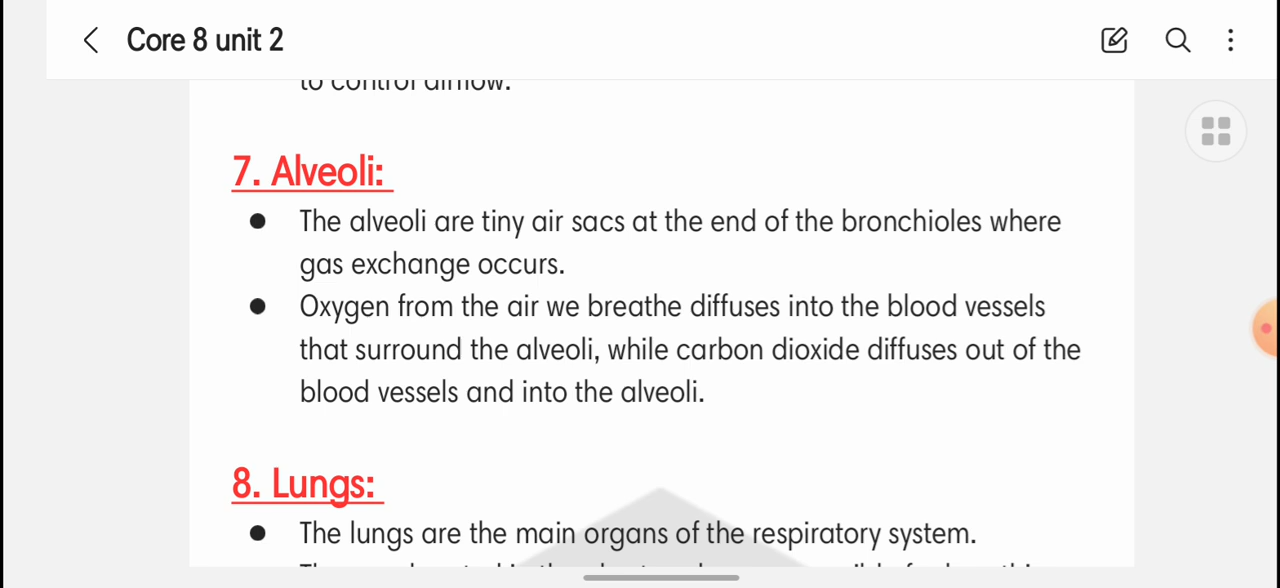 Core 8 unit 2
to control airflow.
7. Alveoli:
● The alveoli are tiny air sacs at the end of the bronchioles where
gas exchange occurs.
● Oxygen from the air we breathe diffuses into the blood vessels
that surround the alveoli, while carbon dioxide diffuses out of the
blood vessels and into the alveoli.
8. Lungs:
● The lungs are the main organs of the respiratory system.